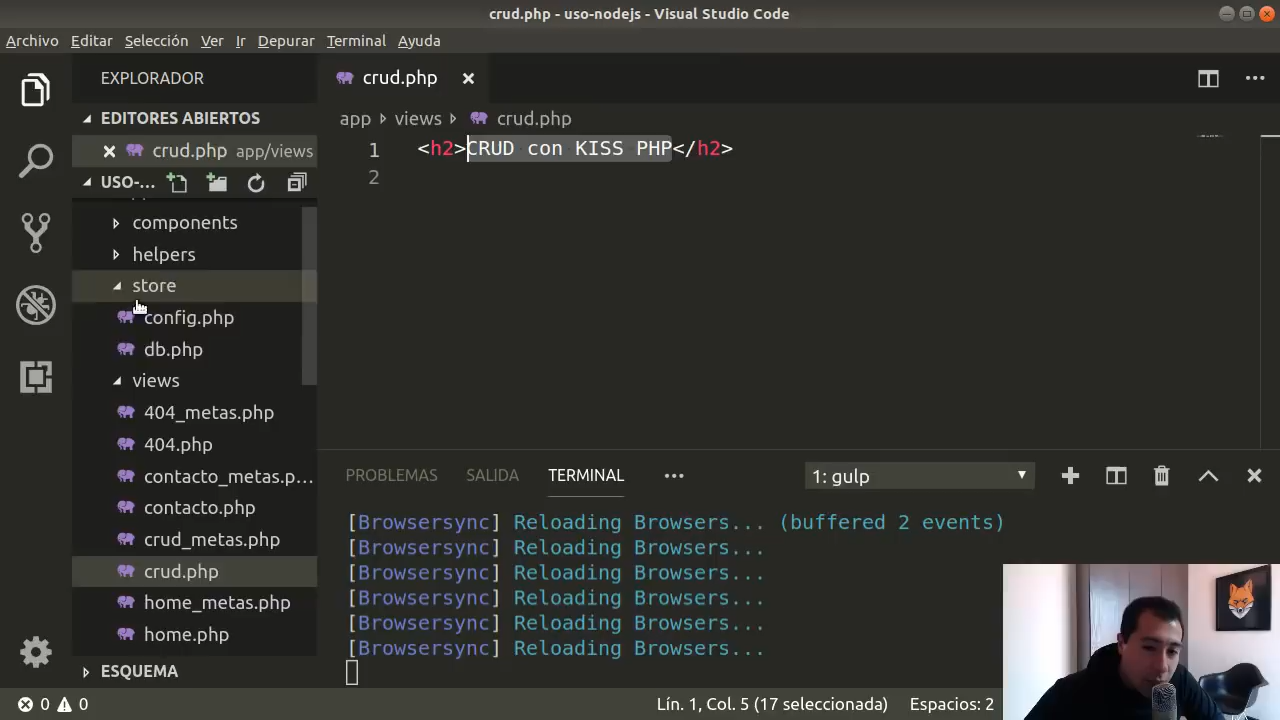 crud.php - uso-nodejs - Visual Studio Code
Archivo Editar Selección Ver Ir Depurar Terminal Ayuda
EXPLORADOR
EDITORES ABIERTOS
crud.php app/views
USO-...
components
helpers
store
config.php
db.php
views
404_metas.php
404.php
contacto_metas.p...
contacto.php
crud_metas.php
crud.php
home_metas.php
home.php
ESQUEMA
crud.php
app views crud.php
1 <h2>CRUD con KISS PHP</h2>
2
PROBLEMAS SALIDA TERMINAL ... 1: gulp
[Browsersync] Reloading Browsers... (buffered 2 events)
[Browsersync] Reloading Browsers...
[Browsersync] Reloading Browsers...
[Browsersync] Reloading Browsers...
[Browsersync] Reloading Browsers...
[Browsersync] Reloading Browsers...
0 0 Lín. 1, Col. 5 (17 seleccionada) Espacios: 2